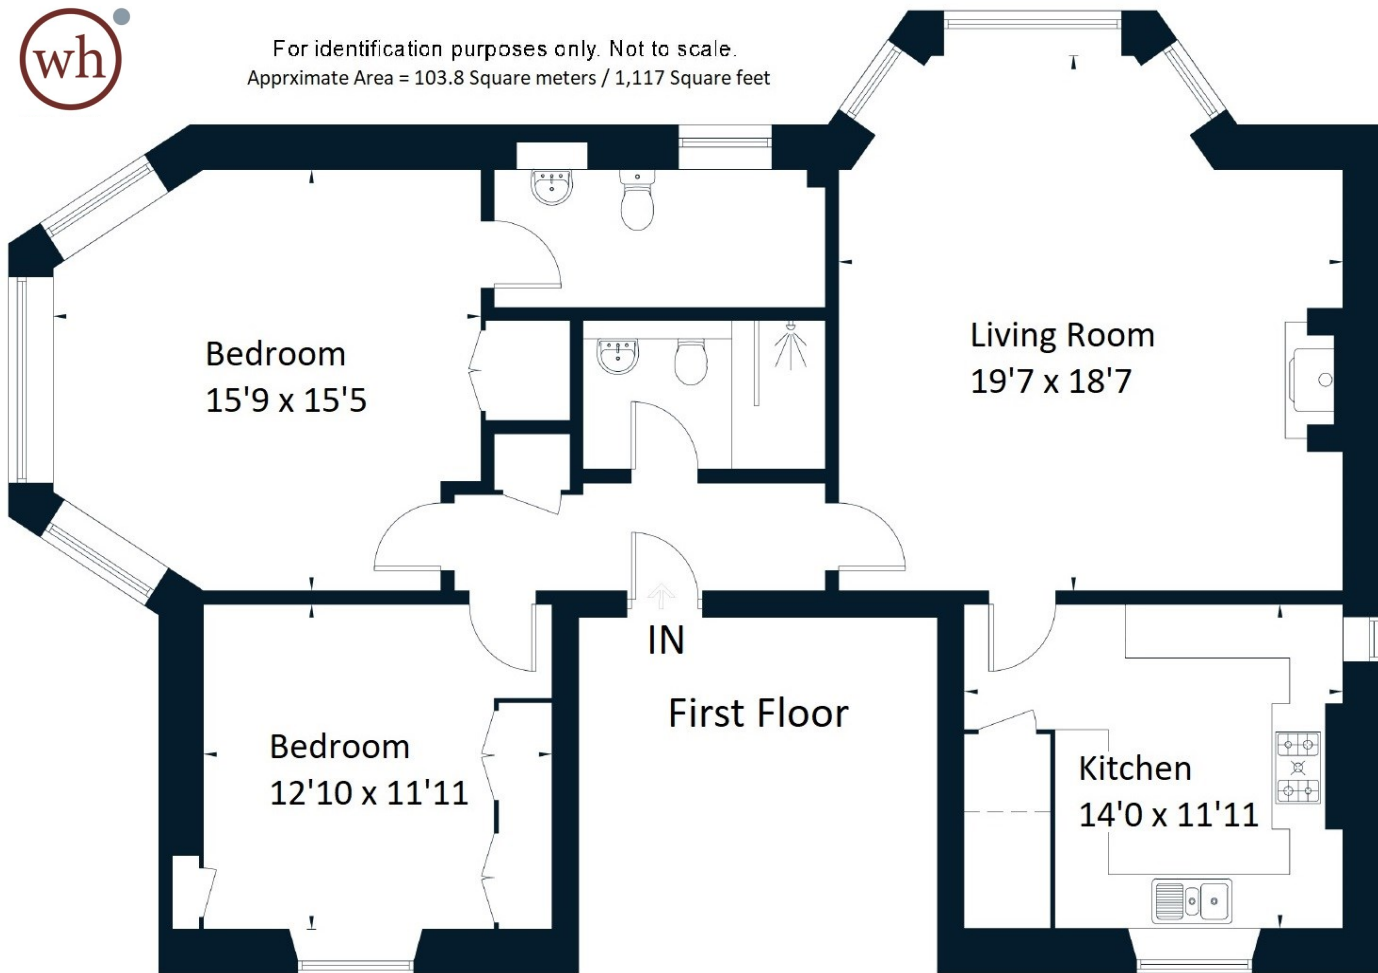 wh
For identification purposes only. Not to scale.
Apprximate Area = 103.8 Square meters / 1,117 Square feet
Bedroom
15'9 x 15'5
Living Room
19'7 x 18'7
IN
First Floor
Bedroom
12'10 x 11'11
Kitchen
14'0 x 11'11